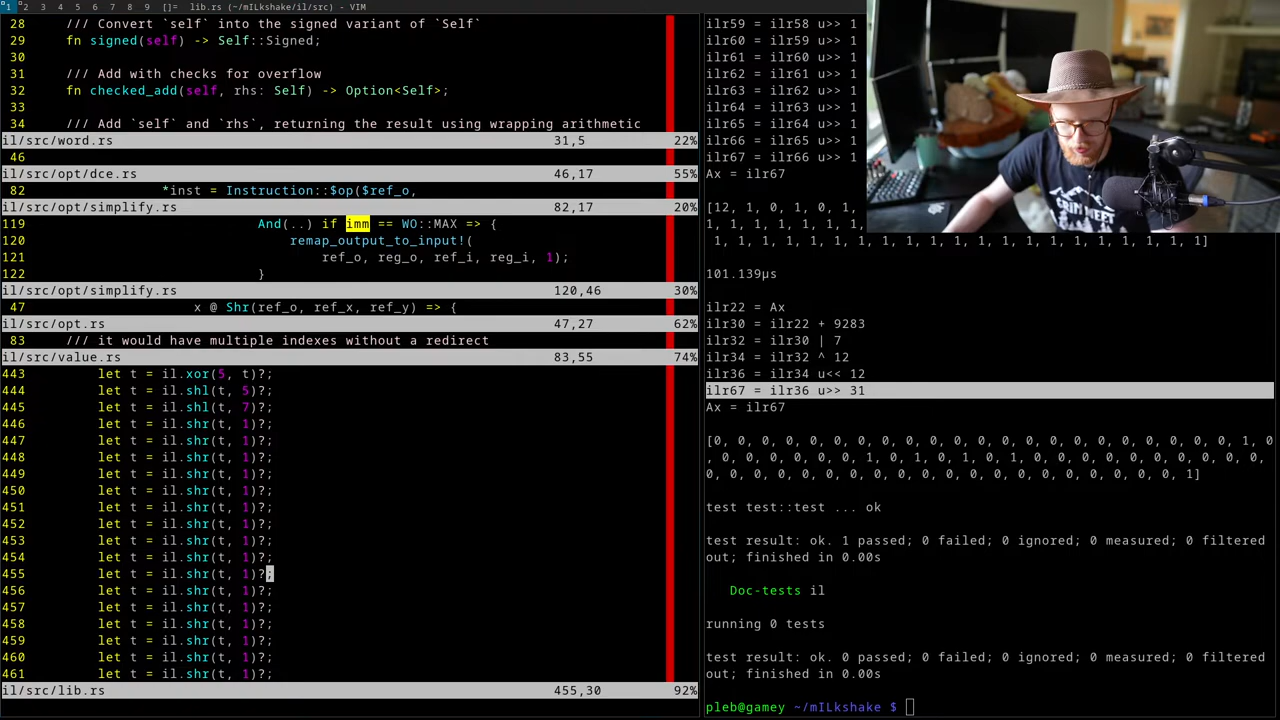 1 2 3 4 5 6 7 8 9 []= lib.rs (~/mILkshake/il/src) - VIM
28 /// Convert `self` into the signed variant of `Self`
29 fn signed(self) -> Self::Signed;
30
31 /// Add with checks for overflow
32 fn checked_add(self, rhs: Self) -> Option<Self>;
33
34 /// Add `self` and `rhs`, returning the result using wrapping arithmetic
il/src/word.rs 31,5 22%
46
il/src/opt/dce.rs 46,17 55%
82 *inst = Instruction::$op($ref_o,
il/src/opt/simplify.rs 82,17 20%
119 And(..) if imm == WO::MAX => {
120 remap_output_to_input!(
121 ref_o, reg_o, ref_i, reg_i, 1);
122 }
il/src/opt/simplify.rs 120,46 30%
47 x @ Shr(ref_o, ref_x, ref_y) => {
il/src/opt.rs 47,27 62%
83 /// it would have multiple indexes without a redirect
il/src/value.rs 83,55 74%
443 let t = il.xor(5, t)?;
444 let t = il.shl(t, 5)?;
445 let t = il.shl(t, 7)?;
446 let t = il.shr(t, 1)?;
447 let t = il.shr(t, 1)?;
448 let t = il.shr(t, 1)?;
449 let t = il.shr(t, 1)?;
450 let t = il.shr(t, 1)?;
451 let t = il.shr(t, 1)?;
452 let t = il.shr(t, 1)?;
453 let t = il.shr(t, 1)?;
454 let t = il.shr(t, 1)?;
455 let t = il.shr(t, 1)?;
456 let t = il.shr(t, 1)?;
457 let t = il.shr(t, 1)?;
458 let t = il.shr(t, 1)?;
459 let t = il.shr(t, 1)?;
460 let t = il.shr(t, 1)?;
461 let t = il.shr(t, 1)?;
il/src/lib.rs 455,30 92%
ilr59 = ilr58 u>> 1
ilr60 = ilr59 u>> 1
ilr61 = ilr60 u>> 1
ilr62 = ilr61 u>> 1
ilr63 = ilr62 u>> 1
ilr64 = ilr63 u>> 1
ilr65 = ilr64 u>> 1
ilr66 = ilr65 u>> 1
ilr67 = ilr66 u>> 1
Ax = ilr67
[12, 1, 0, 1, 0, 1,
1, 1, 1, 1, 1, 1,
1, 1, 1, 1, 1, 1, 1, 1, 1, 1, 1, 1, 1, 1, 1, 1, 1, 1, 1, 1, 1, 1, 1, 1, 1, 1, 1, 1, 1]
101.139µs
ilr22 = Ax
ilr30 = ilr22 + 9283
ilr32 = ilr30 | 7
ilr34 = ilr32 ^ 12
ilr36 = ilr34 u<< 12
ilr67 = ilr36 u>> 31
Ax = ilr67
[0, 0, 0, 0, 0, 0, 0, 0, 0, 0, 0, 0, 0, 0, 0, 0, 0, 0, 0, 0, 0, 0, 1, 0
, 0, 0, 0, 0, 0, 0, 1, 0, 1, 0, 1, 0, 1, 0, 0, 0, 0, 0, 0, 0, 0, 0, 0,
0, 0, 0, 0, 0, 0, 0, 0, 0, 0, 0, 0, 0, 0, 0, 0, 0, 0, 1]
test test::test ... ok
test result: ok. 1 passed; 0 failed; 0 ignored; 0 measured; 0 filtered
out; finished in 0.00s
Doc-tests il
running 0 tests
test result: ok. 0 passed; 0 failed; 0 ignored; 0 measured; 0 filtered
out; finished in 0.00s
pleb@gamey ~/mILkshake $